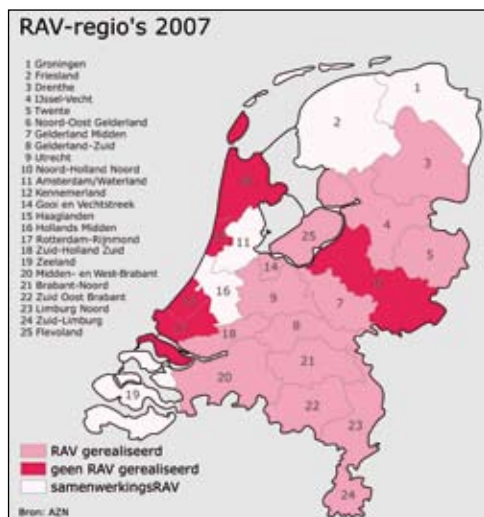 RAV-regio's 2007
1 Groningen
2 Friesland
3 Drenthe
4 IJssel-Vecht
5 Twente
6 Noord-Oost Gelderland
7 Gelderland Midden
8 Gelderland-Zuid
9 Utrecht
10 Noord-Holland Noord
11 Amsterdam/Waterland
12 Kennemerland
14 Gooi en Vechtstreek
15 Haaglanden
16 Hollands Midden
17 Rotterdam-Rijnmond
18 Zuid-Holland Zuid
19 Zeeland
20 Midden- en West-Brabant
21 Brabant-Noord
22 Zuid Oost Brabant
23 Limburg Noord
24 Zuid-Limburg
25 Flevoland
1
2
3
4
25
5
11
14
9
16
7
8
18
21
20
22
19
23
24
RAV gerealiseerd
geen RAV gerealiseerd
samenwerkingsRAV
Bron: AZN